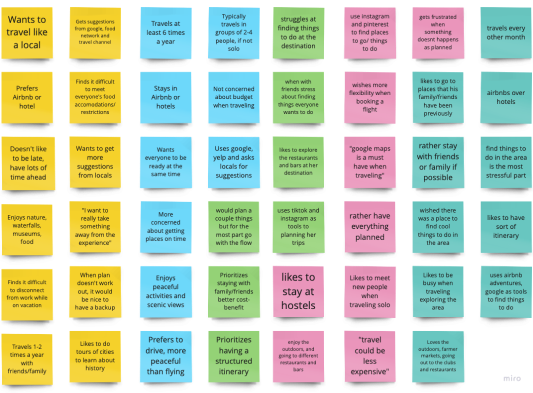 Wants to
travel like
a local
Gets suggestions
from google, food
network and
travel channel
Travels at
least 6 times
a year
Typically
travels in
groups of 2-4
people, if not
solo
struggles at
finding things
to do at the
destination
use instagram
and pinterest
to find places
to go/ things
to do
gets frustrated
when
something
doesnt happens
as planned
travels every
other month
Prefers
Airbnb or
hotel
Finds it difficult
to meet
everyone's food
accomodations/
restrictions
Stays in
Airbnb or
hotels
Not concerned
about budget
when traveling
when with
friends stress
about finding
things everyone
wants to do
wishes more
flexibility when
booking a
flight
likes to go to
places that his
family/friends
have been
previously
airbnbs over
hotels
Doesn't like
to be late,
have lots of
time ahead
Wants to get
more
suggestions
from locals
Wants
everyone to be
ready at the
same time
Uses google,
yelp and asks
locals for
suggestions
likes to explore
the restaurants
and bars at her
destination
"google maps
is a must
have when
traveling"
rather stay
with friends
or family if
possible
find things to
do in the area
is the most
stressful part
Enjoys nature,
waterfalls,
museums,
food
"I want to
really take
something
away from the
experience"
More
concerned
about getting
places on time
would plan a
couple things
but for the
most part go
with the flow
uses tiktok and
instagram as
tools to
planning her
trips
rather have
everything
planned
wished there
was a place to
find cool
things to do in
the area
likes to have
sort of
itinerary
Finds it difficult
to disconnect
from work while
on vacation
When plan
doesn't work
out, it would
be nice to
have a backup
Enjoys
peaceful
activities and
scenic views
Prioritizes
staying with
family/friends
better cost-
benefit
likes to
stay at
hostels
Likes to meet
new people
when
traveling solo
Likes to be
busy when
traveling
exploring the
area
uses airbnb
adventures,
google as tools
to find things
to do
Travels 1-2
times a year
with
friends/family
Likes to do
tours of cities
to learn about
history
Prefers to
drive, more
peaceful
than flying
Prioritizes
having a
structured
itinerary
enjoy the
outdoors, and
going to different
restaurants and
bars
"travel
could be
less
expensive"
Loves the
outdoors, farmer
markets, going
out to the clubs
and restaurants
miro